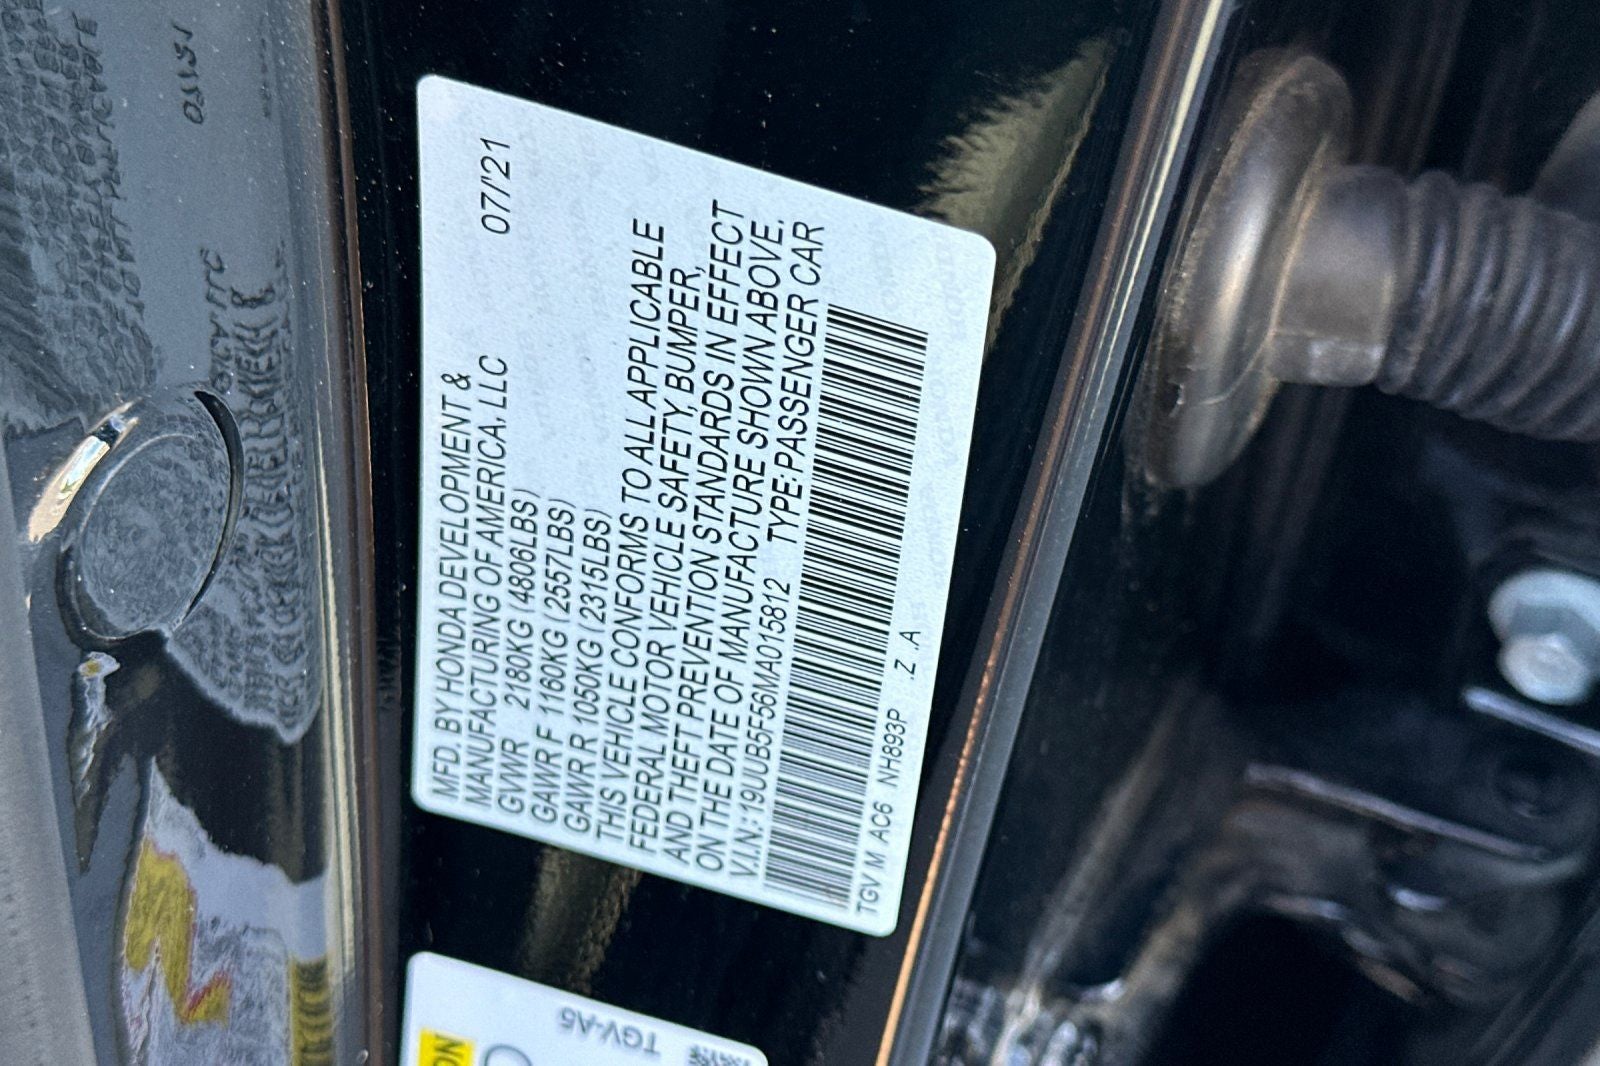 MFD. BY HONDA DEVELOPMENT &
MANUFACTURING OF AMERICA, LLC 07/'21
GVWR 2180KG (4806LBS)
GAWR F 1160KG (2557LBS)
GAWR R 1050KG (2315LBS)
THIS VEHICLE CONFORMS TO ALL APPLICABLE
FEDERAL MOTOR VEHICLE SAFETY, BUMPER,
AND THEFT PREVENTION STANDARDS IN EFFECT
ON THE DATE OF MANUFACTURE SHOWN ABOVE.
V.I.N.: 19UUB5F56MA015812 TYPE: PASSENGER CAR
TGV M AC6 NH893P Z .A
TGV-A5